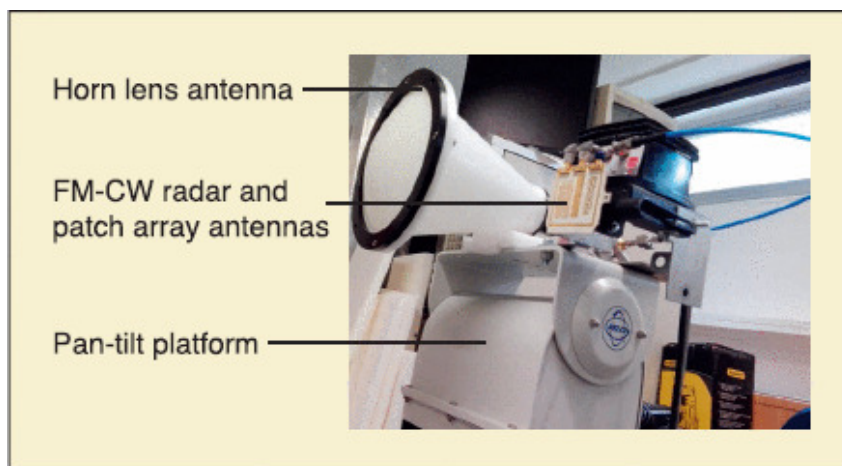 Horn lens antenna
FM-CW radar and
patch array antennas
Pan-tilt platform